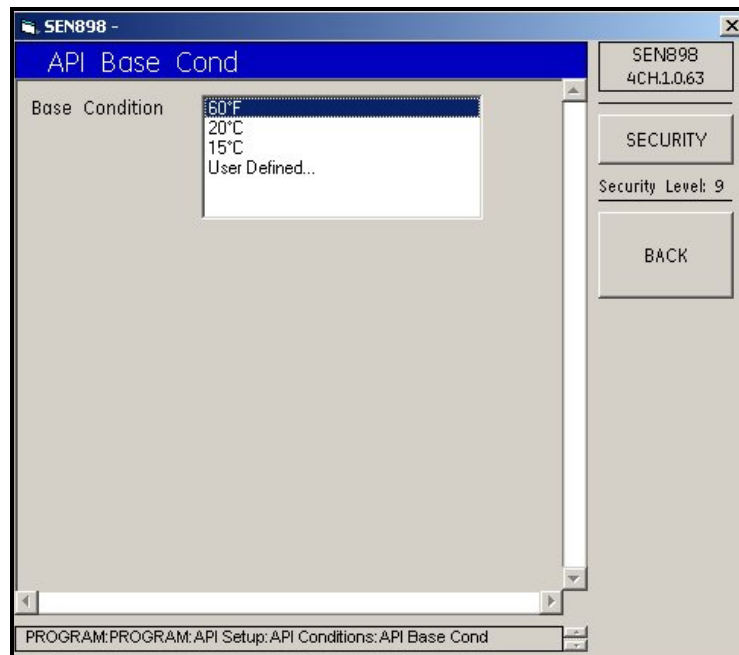 SEN898 -
API Base Cond
SEN898
4CH.1.0.63
Base Condition
60°F
20°C
15°C
User Defined...
SECURITY
Security Level: 9
BACK
PROGRAM:PROGRAM:API Setup:API Conditions:API Base Cond